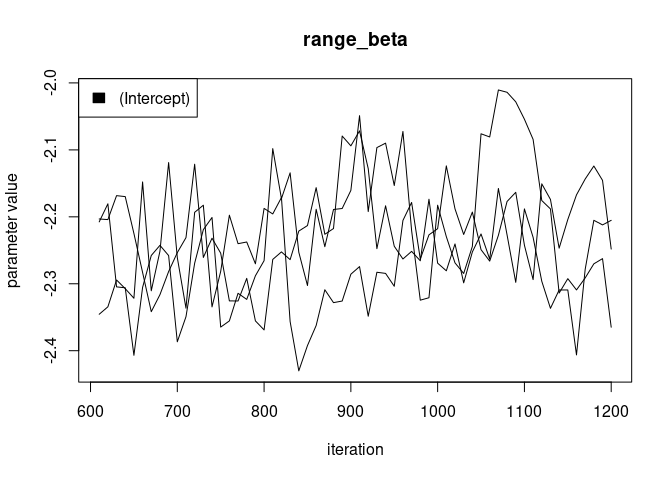 range_beta
(Intercept)
parameter value
-2.0
-2.1
-2.2
-2.3
-2.4
600 700 800 900 1000 1100 1200
iteration